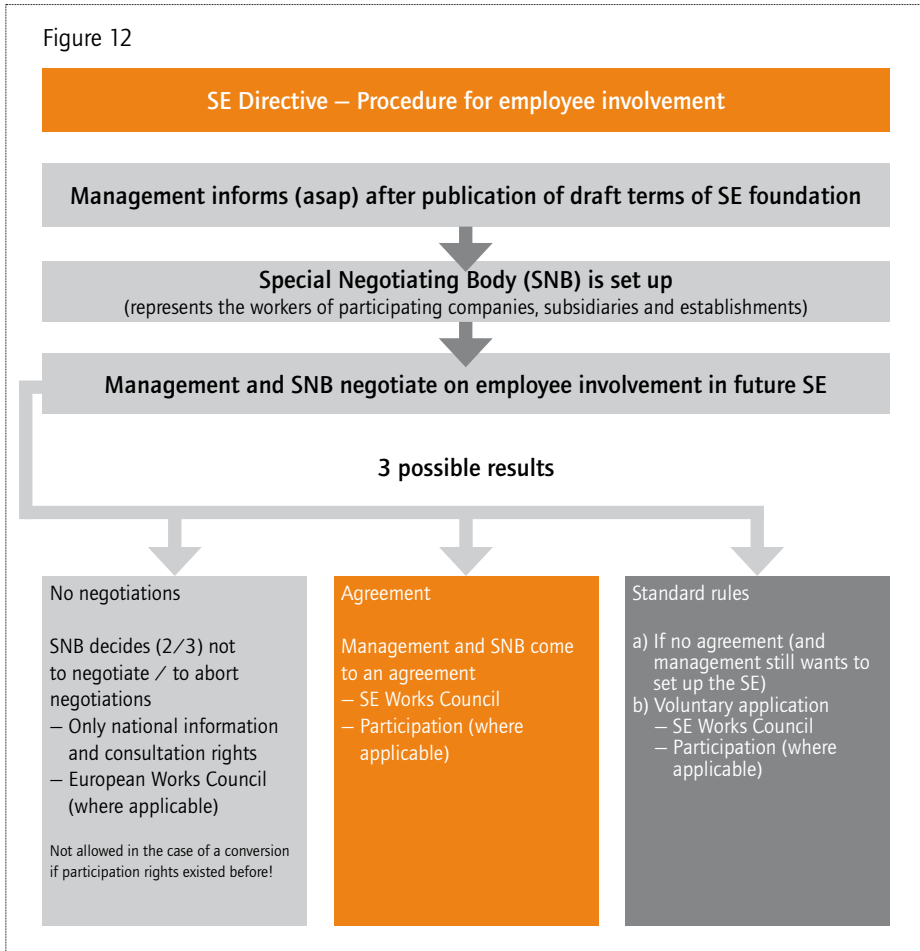 Figure 12
SE Directive – Procedure for employee involvement
Management informs (asap) after publication of draft terms of SE foundation
Special Negotiating Body (SNB) is set up
(represents the workers of participating companies, subsidiaries and establishments)
Management and SNB negotiate on employee involvement in future SE
3 possible results
No negotiations
SNB decides (2/3) not
to negotiate / to abort
negotiations
– Only national information
and consultation rights
– European Works Council
(where applicable)
Not allowed in the case of a conversion
if participation rights existed before!
Agreement
Management and SNB come
to an agreement
– SE Works Council
– Participation (where
applicable)
Standard rules
a) If no agreement (and
management still wants to
set up the SE)
b) Voluntary application
– SE Works Council
– Participation (where
applicable)